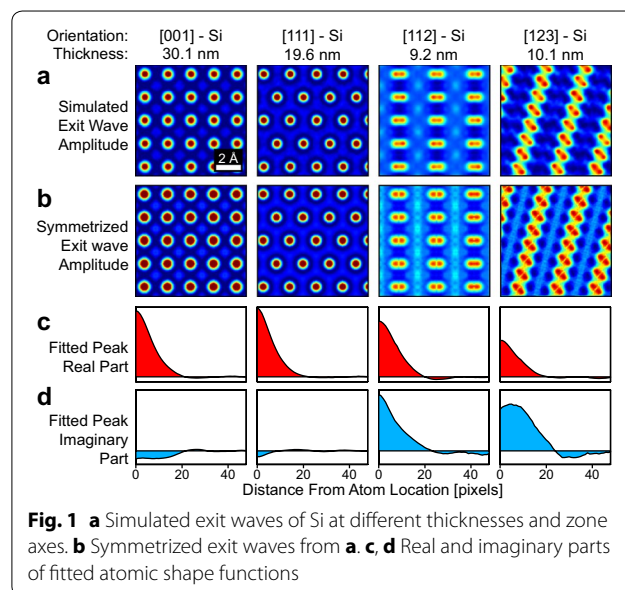 Orientation: [001] - Si [111] - Si [112] - Si [123] - Si
Thickness: 30.1 nm 19.6 nm 9.2 nm 10.1 nm
a
Simulated
Exit Wave
Amplitude
2 Å
b
Symmetrized
Exit wave
Amplitude
c
Fitted Peak
Real Part
d
Fitted Peak
Imaginary
Part
0 20 40 0 20 40 0 20 40 0 20 40
Distance From Atom Location [pixels]
Fig. 1 a Simulated exit waves of Si at different thicknesses and zone
axes. b Symmetrized exit waves from a. c, d Real and imaginary parts
of fitted atomic shape functions